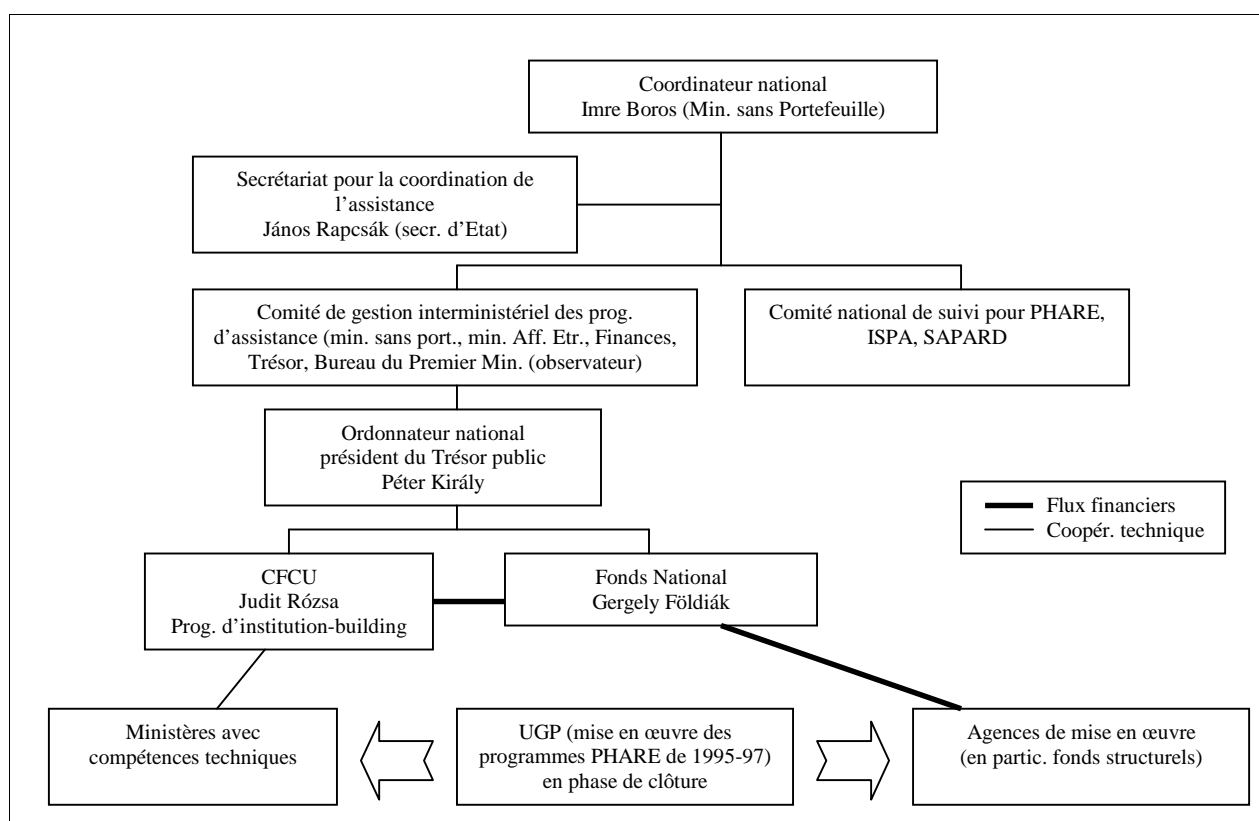 Coordinateur national
Imre Boros (Min. sans Portefeuille)
Secrétariat pour la coordination de
l’assistance
János Rapcsák (secr. d’Etat)
Comité de gestion interministériel des prog.
d’assistance (min. sans port., min. Aff. Etr., Finances,
Trésor, Bureau du Premier Min. (observateur)
Comité national de suivi pour PHARE,
ISPA, SAPARD
Ordonnateur national
président du Trésor public
Péter Király
Flux financiers
Coopér. technique
CFCU
Judit Rózsa
Prog. d’institution-building
Fonds National
Gergely Földiák
Ministères avec
compétences techniques
UGP (mise en œuvre des
programmes PHARE de 1995-97)
en phase de clôture
Agences de mise en œuvre
(en partic. fonds structurels)